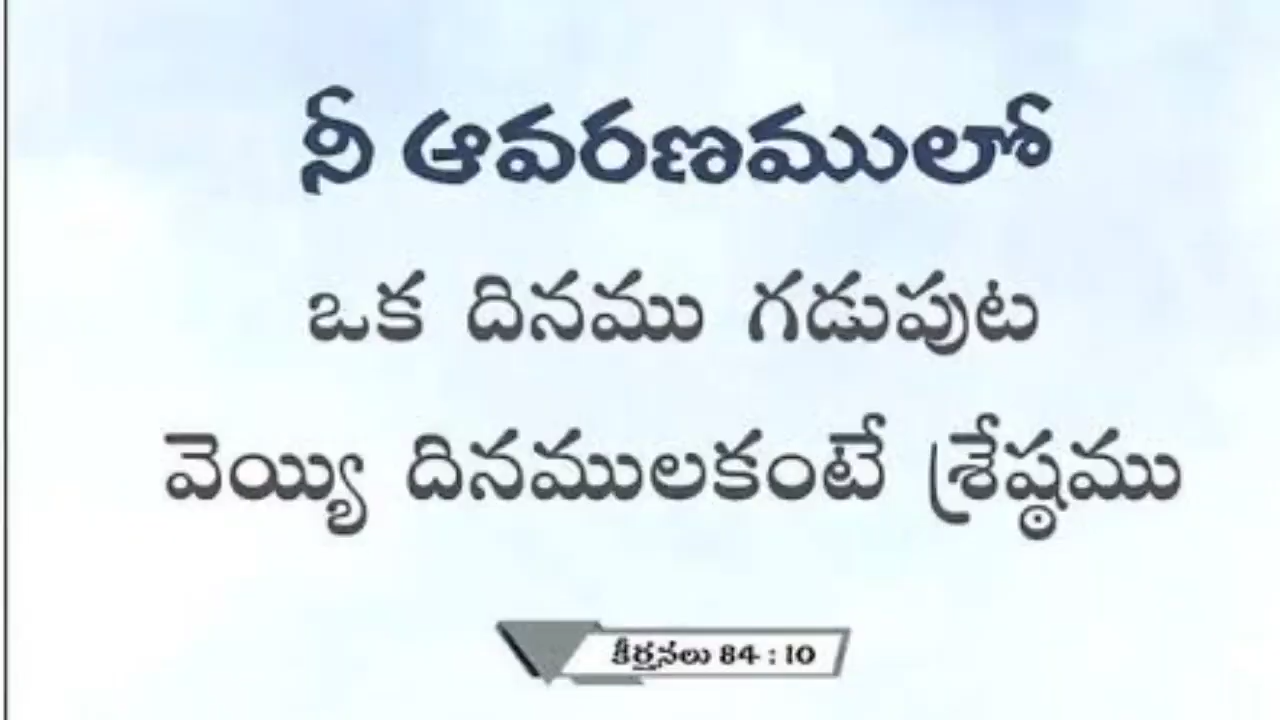 నీ ఆవరణములో
ఒక దినము గడుపుట
వెయ్యి దినములకంటే శ్రేష్ఠము
కీర్తనలు 84 : 10